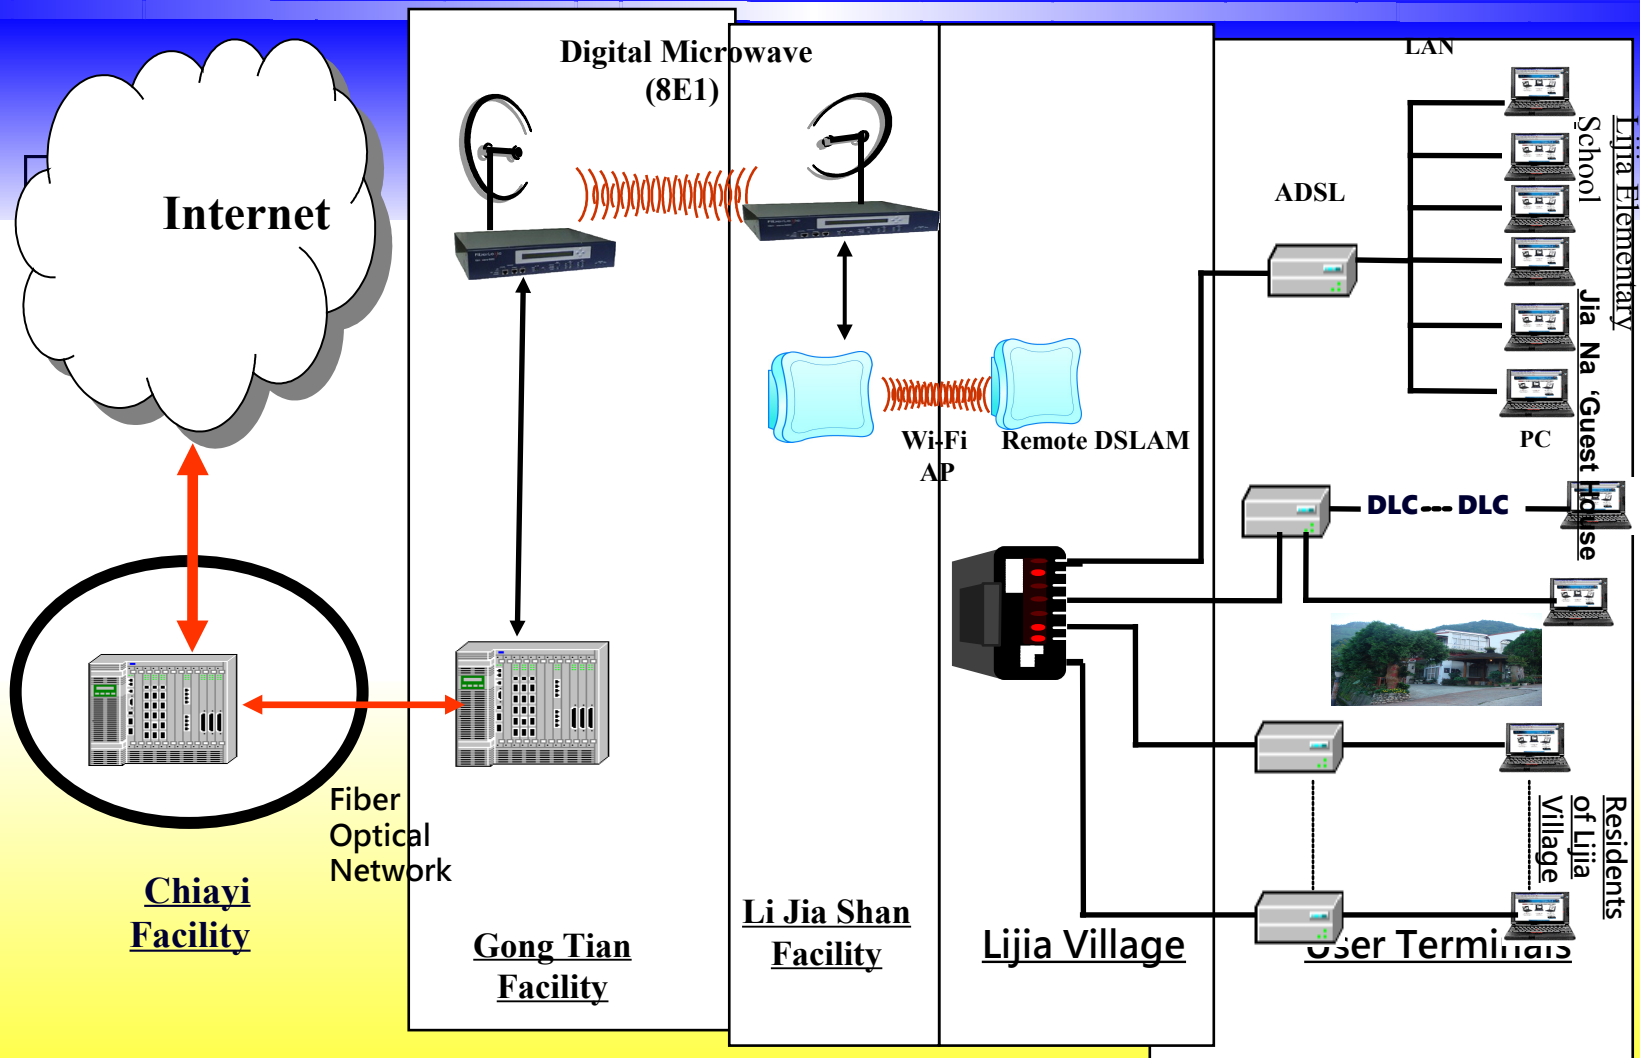 Internet
Digital Microwave
(8E1)
LAN
ADSL
Lijia Elementary
School
PC
Jia Na ‘Guest House
Wi-Fi
AP
Remote DSLAM
DLC--- DLC
Fiber
Optical
Network
Chiayi
Facility
Gong Tian
Facility
Li Jia Shan
Facility
Lijia Village
User Terminals
Residents
of Lijia
Village